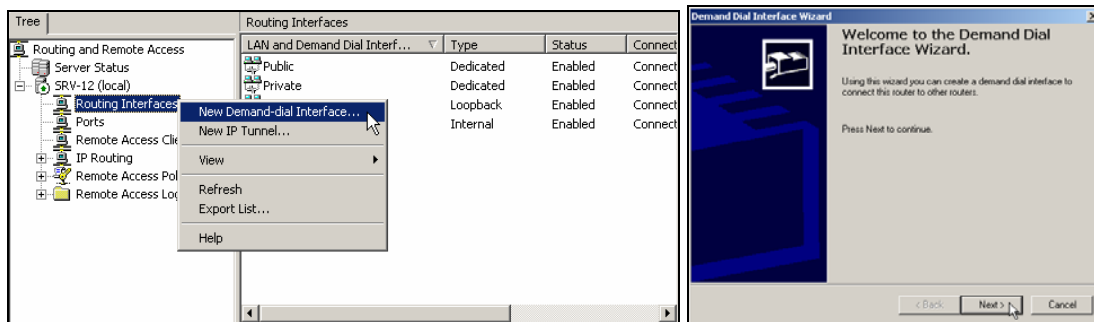 Tree
Routing and Remote Access
Server Status
SRV-12 (local)
Routing Interfaces
Ports
Remote Access Clie
IP Routing
Remote Access Pol
Remote Access Log
New Demand-dial Interface...
New IP Tunnel...
View
Refresh
Export List...
Help
Routing Interfaces
LAN and Demand Dial Interf... Type Status Connect
Public Dedicated Enabled Connect
Private Dedicated Enabled Connect
Loopback Enabled Connect
Internal Enabled Connect
Demand Dial Interface Wizard
Welcome to the Demand Dial
Interface Wizard.
Using this wizard you can create a demand dial interface to
connect this router to other routers.
Press Next to continue.
< Back Next > Cancel